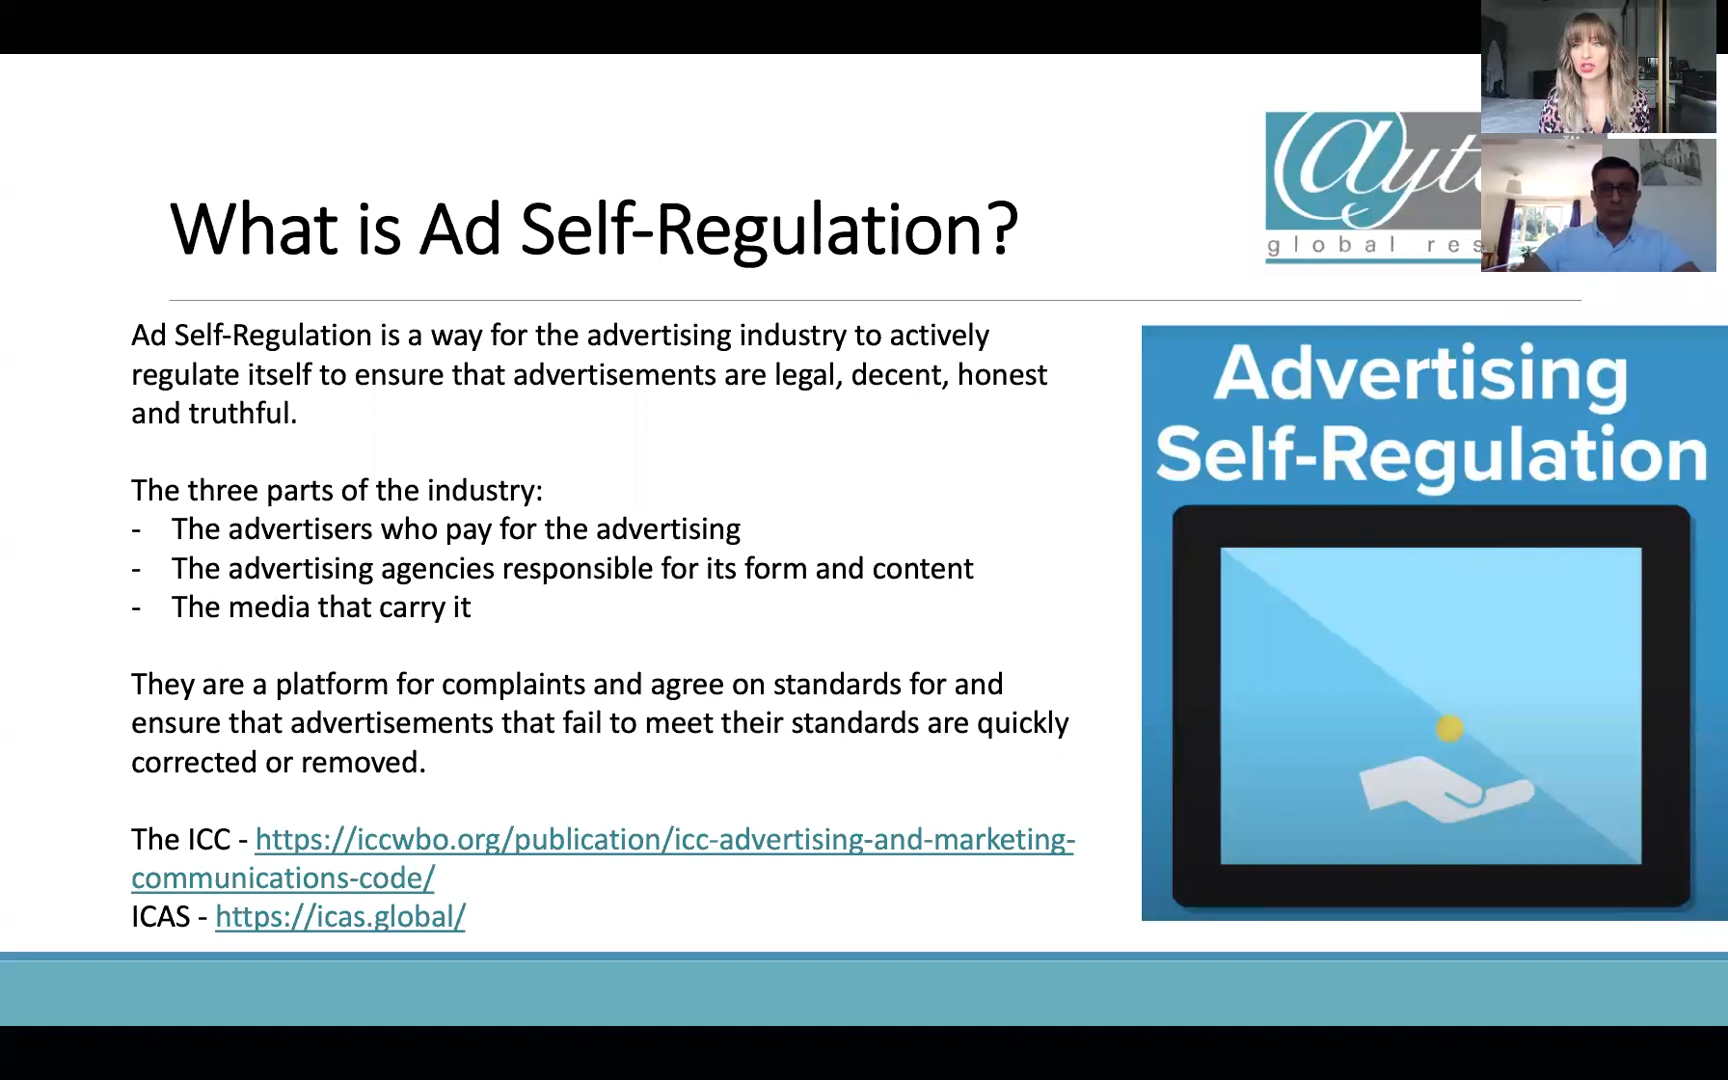 What is Ad Self-Regulation?
global res
Ad Self-Regulation is a way for the advertising industry to actively
regulate itself to ensure that advertisements are legal, decent, honest
and truthful.
The three parts of the industry:
- The advertisers who pay for the advertising
- The advertising agencies responsible for its form and content
- The media that carry it
They are a platform for complaints and agree on standards for and
ensure that advertisements that fail to meet their standards are quickly
corrected or removed.
The ICC - https://iccwbo.org/publication/icc-advertising-and-marketing-
communications-code/
ICAS - https://icas.global/
Advertising
Self-Regulation